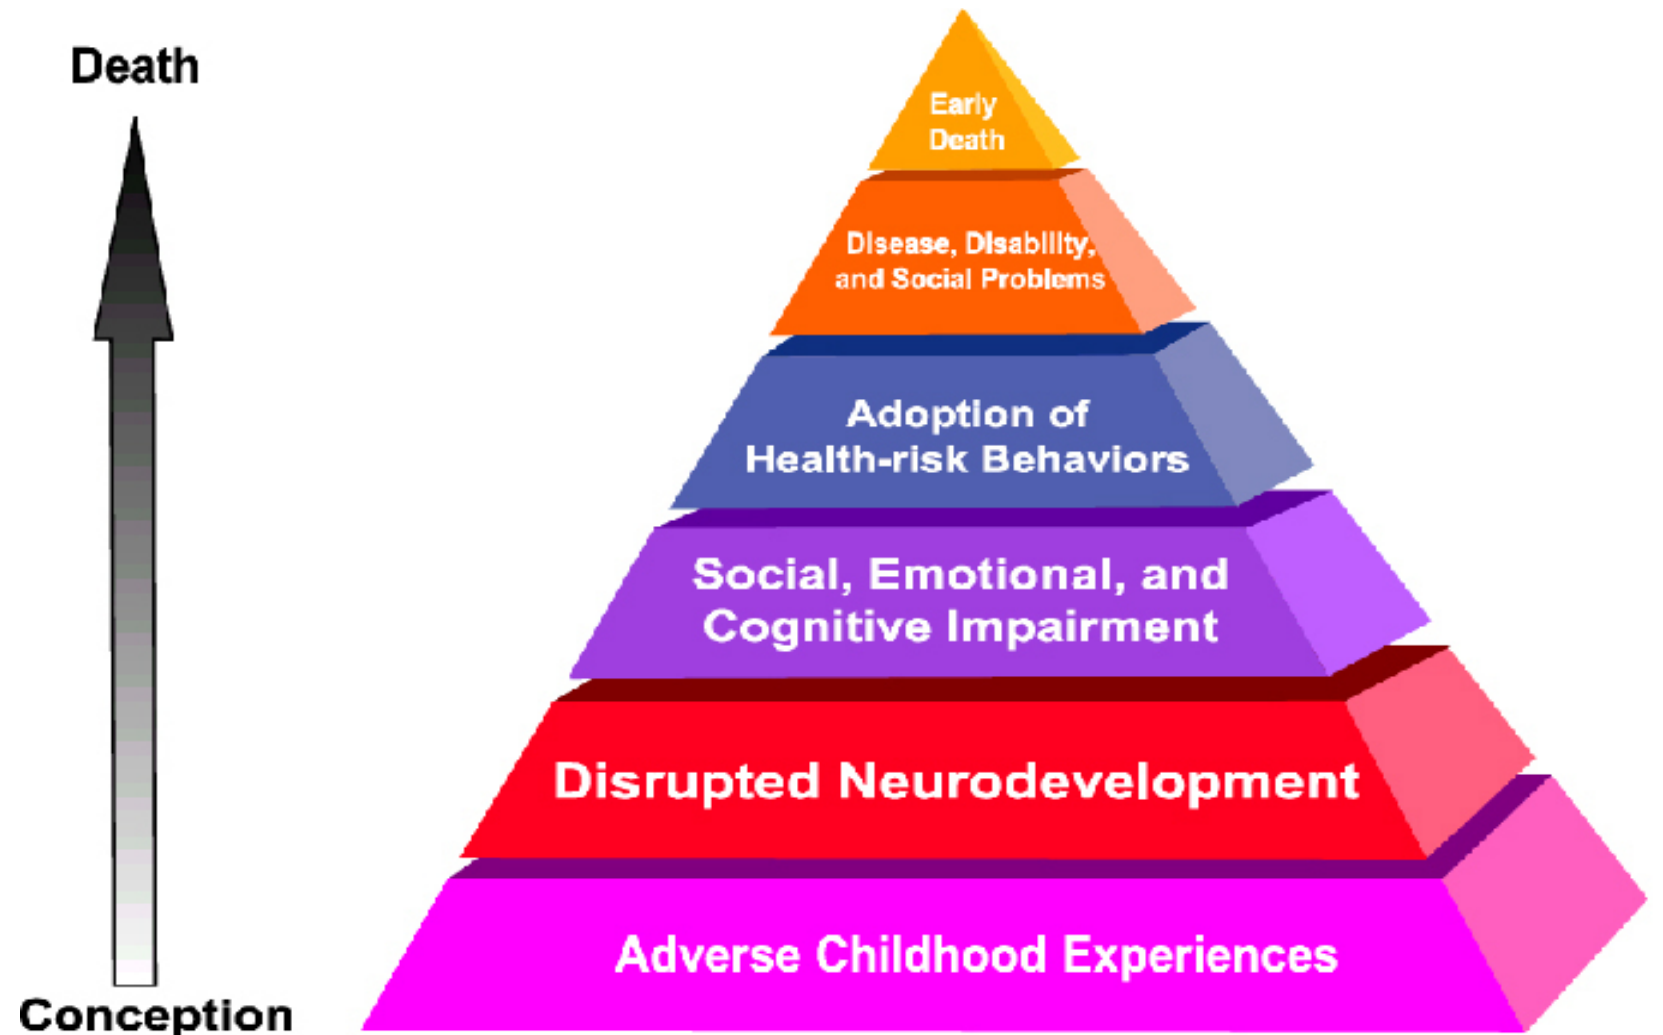 Death
Early
Death
Disease, Disability,
and Social Problems
Adoption of
Health-risk Behaviors
Social, Emotional, and
Cognitive Impairment
Disrupted Neurodevelopment
Adverse Childhood Experiences
Conception